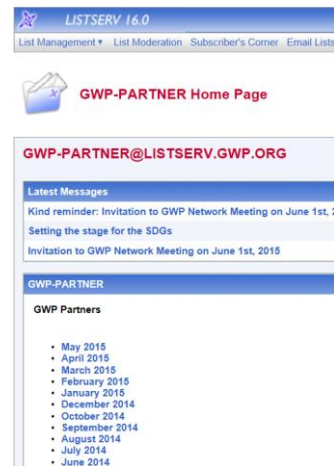 LISTSERV 16.0
List Management List Moderation Subscriber's Corner Email Lists
GWP-PARTNER Home Page
GWP-PARTNER@LISTSERV.GWP.ORG
Latest Messages
Kind reminder: Invitation to GWP Network Meeting on June 1st,
Setting the stage for the SDGs
Invitation to GWP Network Meeting on June 1st, 2015
GWP-PARTNER
GWP Partners
• May 2015
• April 2015
• March 2015
• February 2015
• January 2015
• December 2014
• October 2014
• September 2014
• August 2014
• July 2014
• June 2014